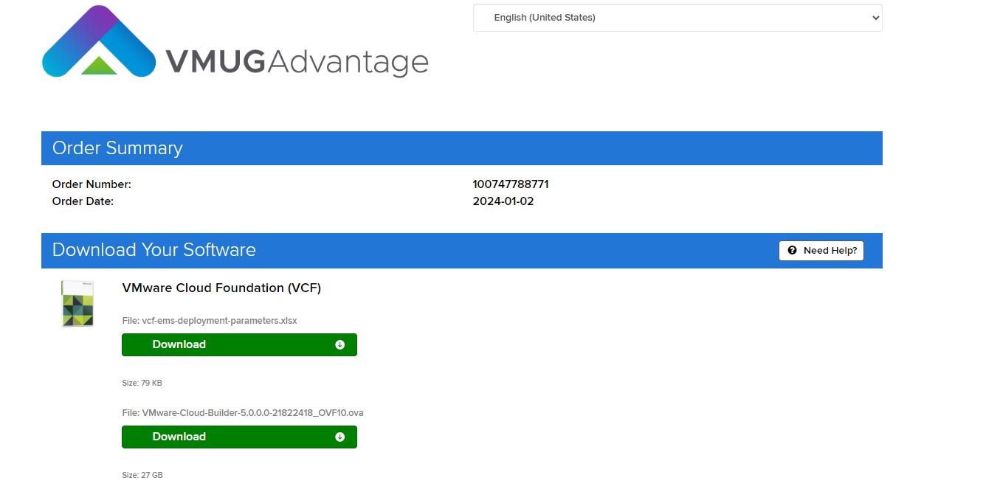 English (United States)
VMUGAdvantage
Order Summary
Order Number: 100747788771
Order Date: 2024-01-02
Download Your Software
Need Help?
VMware Cloud Foundation (VCF)
File: vcf-ems-deployment-parameters.xlsx
Download
Size: 79 KB
File: VMware-Cloud-Builder-5.0.0.0-21822418_OVF10.ova
Download
Size: 27 GB